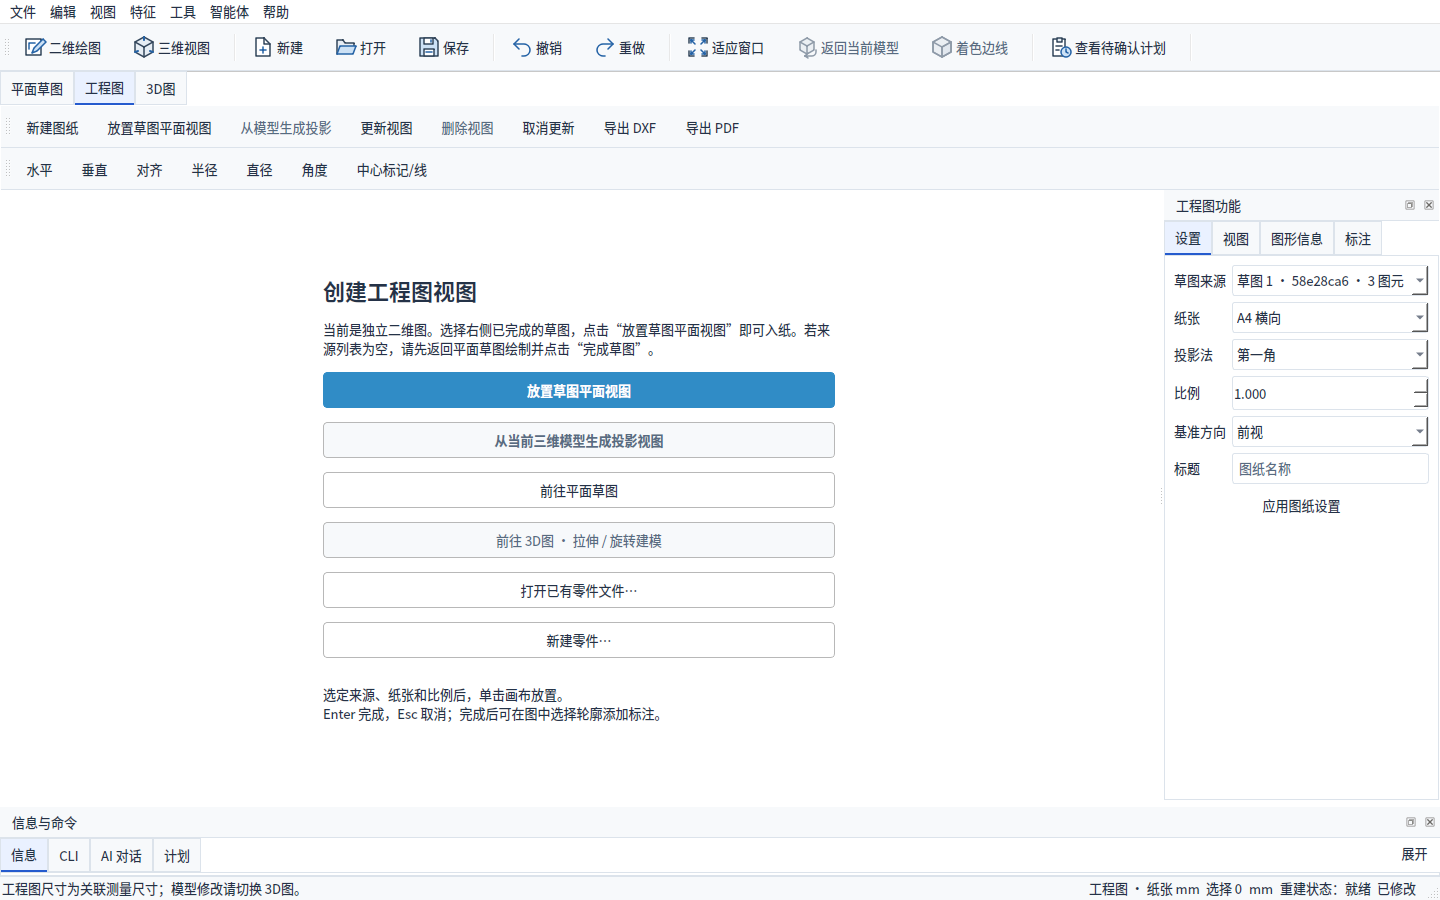 文件 编辑 视图 特征 工具 智能体 帮助
二维绘图 三维视图 新建 打开 保存 撤销 重做 适应窗口 返回当前模型 着色边线 查看待确认计划
平面草图 工程图 3D图
新建图纸 放置草图平面视图 从模型生成投影 更新视图 删除视图 取消更新 导出 DXF 导出 PDF
水平 垂直 对齐 半径 直径 角度 中心标记/线
工程图功能
设置 视图 图形信息 标注
草图来源 草图 1 · 58e28ca6 · 3 图元
纸张 A4 横向
投影法 第一角
比例 1.000
基准方向 前视
标题 图纸名称
应用图纸设置
创建工程图视图
当前是独立二维图。选择右侧已完成的草图，点击“放置草图平面视图”即可入纸。若来
源列表为空，请先返回平面草图绘制并点击“完成草图”。
放置草图平面视图
从当前三维模型生成投影视图
前往平面草图
前往 3D图 · 拉伸 / 旋转建模
打开已有零件文件…
新建零件…
选定来源、纸张和比例后，单击画布放置。
Enter 完成，Esc 取消；完成后可在图中选择轮廓添加标注。
信息与命令
信息 CLI AI 对话 计划 展开
工程图尺寸为关联测量尺寸；模型修改请切换 3D图。 工程图 · 纸张 mm 选择 0 mm 重建状态：就绪 已修改